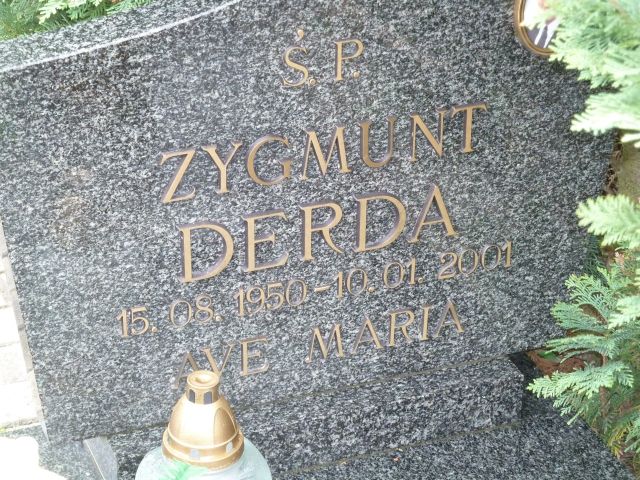 Ś.P.
ZYGMUNT
DERDA
15.08.1950-10.01.2001
AVE MARIA